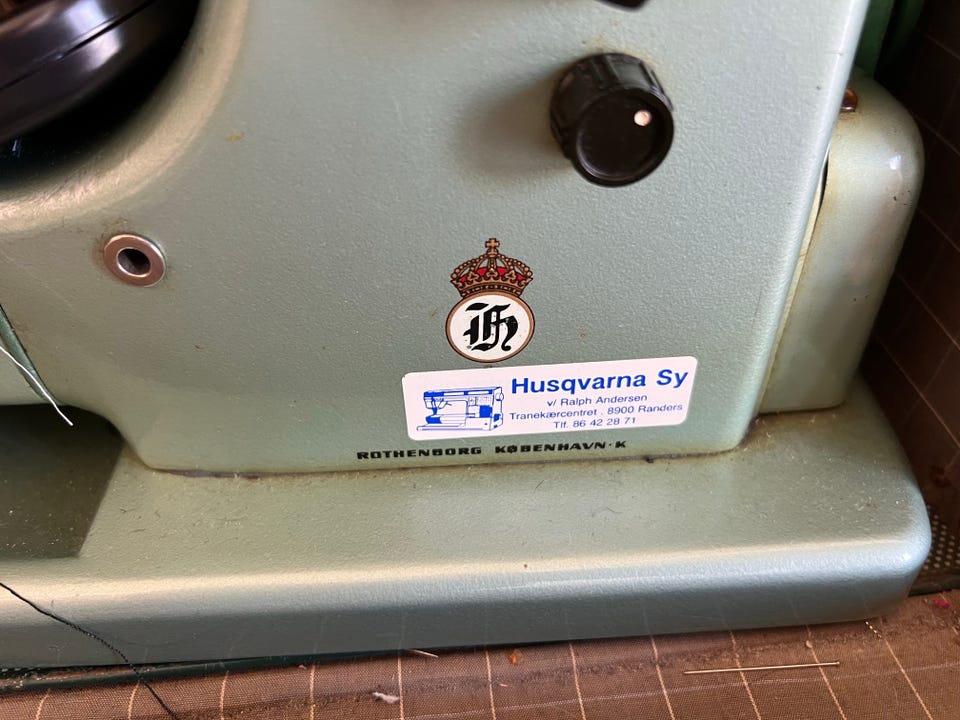 H
Husqvarna Sy
v/ Ralph Andersen
Tranekærcentret . 8900 Randers
Tlf. 86 42 28 71
ROTHENBORG KØBENHAVN·K